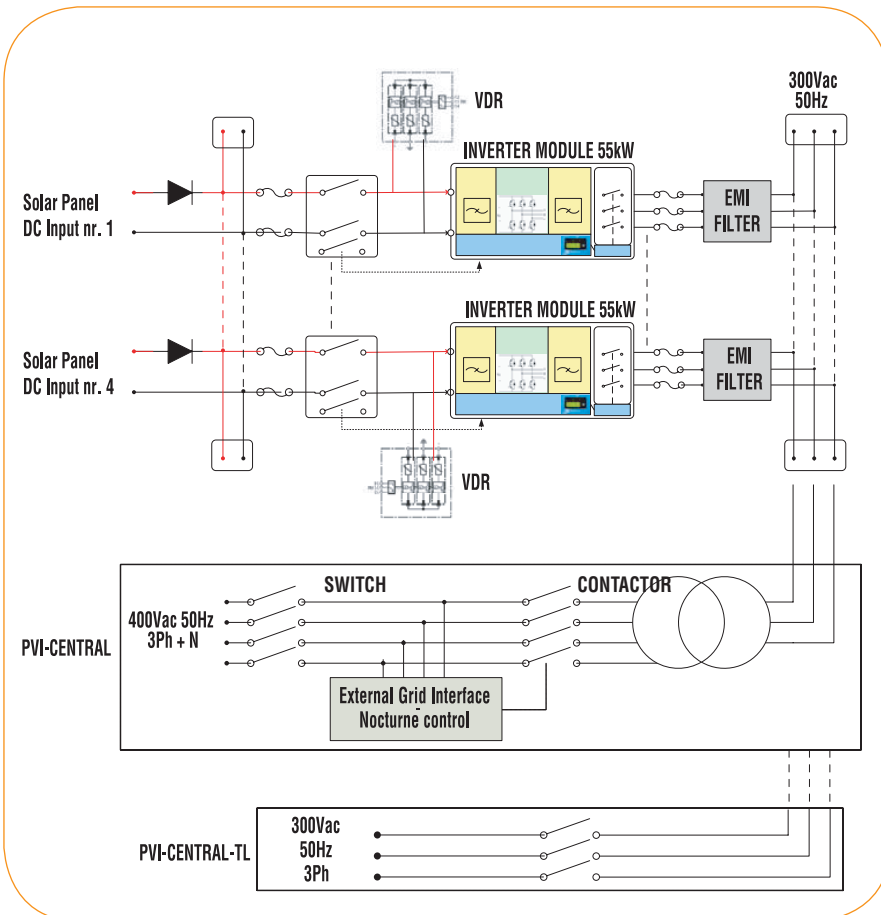 300Vac
50Hz
VDR
INVERTER MODULE 55kW
Solar Panel
DC Input nr. 1
EMI
FILTER
INVERTER MODULE 55kW
Solar Panel
DC Input nr. 4
EMI
FILTER
VDR
SWITCH
CONTACTOR
400Vac 50Hz
3Ph + N
PVI-CENTRAL
External Grid Interface
-
Nocturne control
300Vac
50Hz
3Ph
PVI-CENTRAL-TL